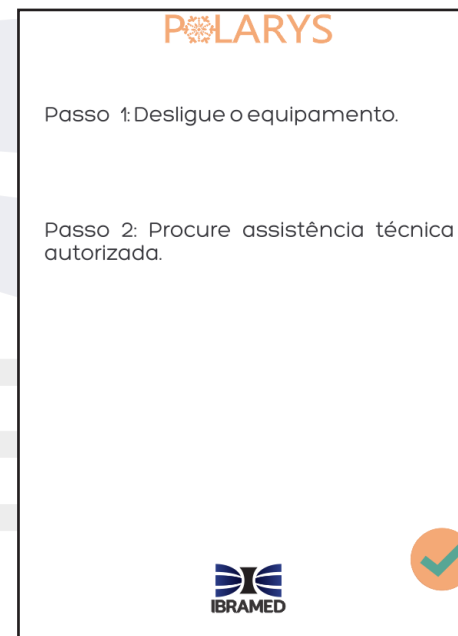 POLARYS
Passo 1: Desligue o equipamento.
Passo 2: Procure assistência técnica
autorizada.
IBRAMED